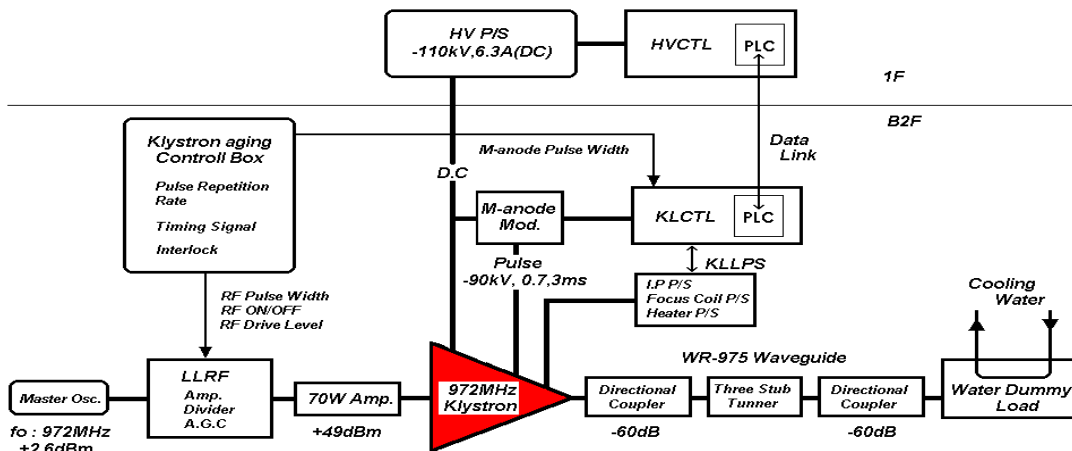 HV P/S
-110kV,6.3A(DC)
HVCTL
PLC
1F
B2F
Klystron aging
Controll Box
Pulse Repetition
Rate
Timing Signal
Interlock
M-anode Pulse Width
D.C
Data
Link
M-anode
Mod.
KLCTL
PLC
Pulse
-90kV, 0.7,3ms
KLLPS
I.P P/S
Focus Coil P/S
Heater P/S
Cooling
Water
RF Pulse Width
RF ON/OFF
RF Drive Level
WR-975 Waveguide
Master Osc.
LLRF
Amp.
Divider
A.G.C
70W Amp.
972MHz
Klystron
Directional
Coupler
Three Stub
Tunner
Directional
Coupler
Water Dummy
Load
fo : 972MHz
+2.6dBm
+49dBm
-60dB
-60dB